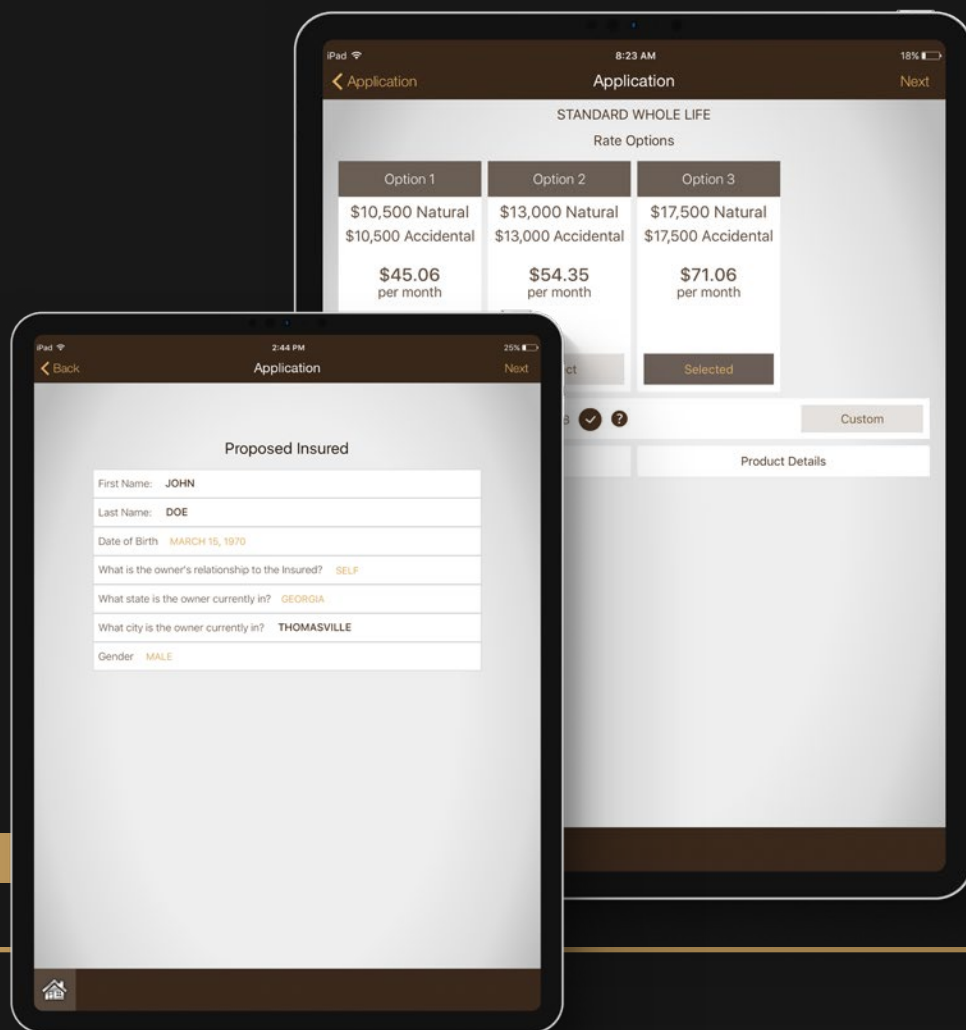 iPad
8:23 AM
18%
Application
Application
Next
STANDARD WHOLE LIFE
Rate Options
Option 1
Option 2
Option 3
$10,500 Natural
$10,500 Accidental
$13,000 Natural
$13,000 Accidental
$17,500 Natural
$17,500 Accidental
$45.06
per month
$54.35
per month
$71.06
per month
Selected
?
Custom
Product Details
iPad
2:44 PM
25%
Back
Application
Next
Proposed Insured
First Name: JOHN
Last Name: DOE
Date of Birth MARCH 15, 1970
What is the owner's relationship to the Insured? SELF
What state is the owner currently in? GEORGIA
What city is the owner currently in? THOMASVILLE
Gender MALE